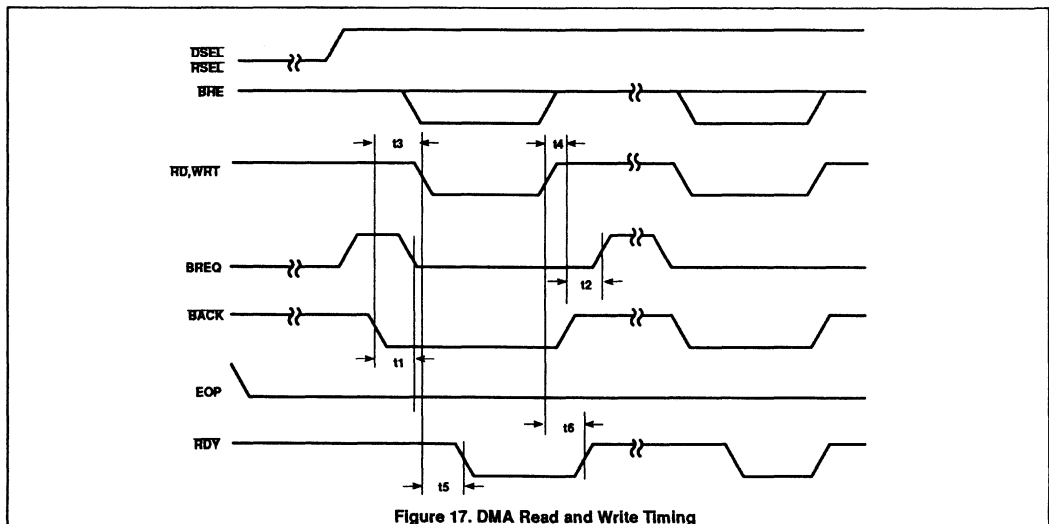 DSEL
RSEL
BHE
t3
t4
RD,WRT
BREQ
t2
BACK
t1
EOP
t6
RDY
t5
Figure 17. DMA Read and Write Timing